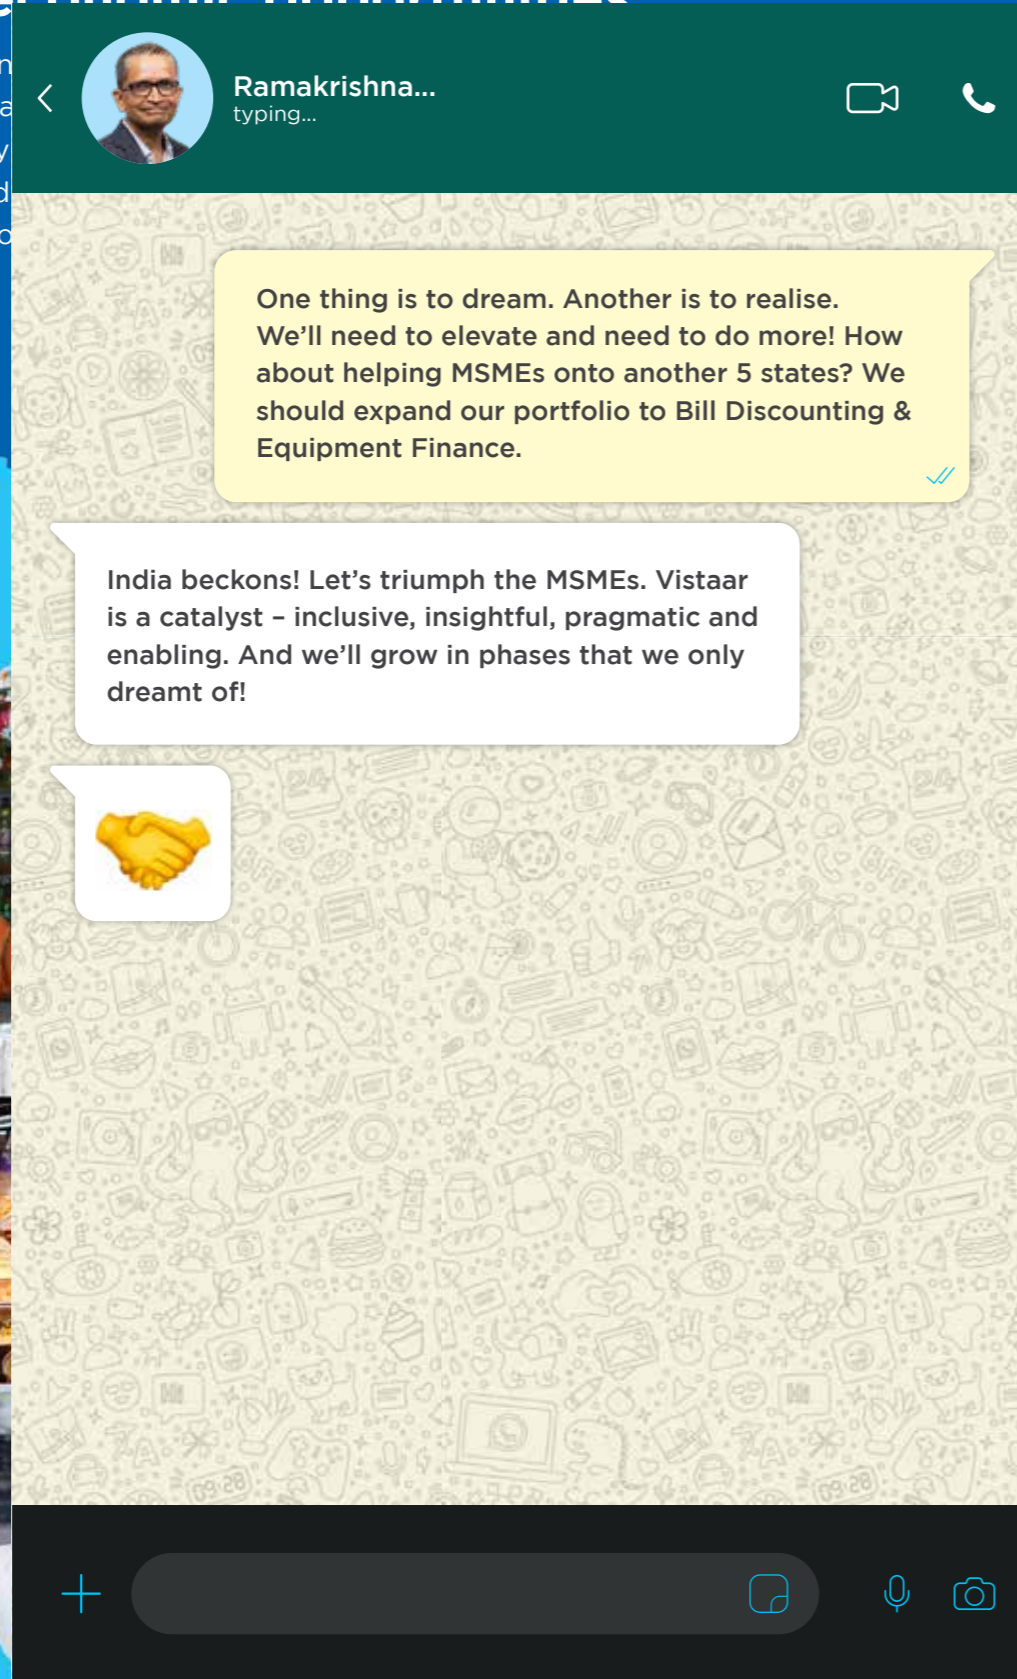 Ramakrishna...
typing...
One thing is to dream. Another is to realise.
We’ll need to elevate and need to do more! How
about helping MSMEs onto another 5 states? We
should expand our portfolio to Bill Discounting &
Equipment Finance.
India beckons! Let’s triumph the MSMEs. Vistaar
is a catalyst – inclusive, insightful, pragmatic and
enabling. And we’ll grow in phases that we only
dreamt of!